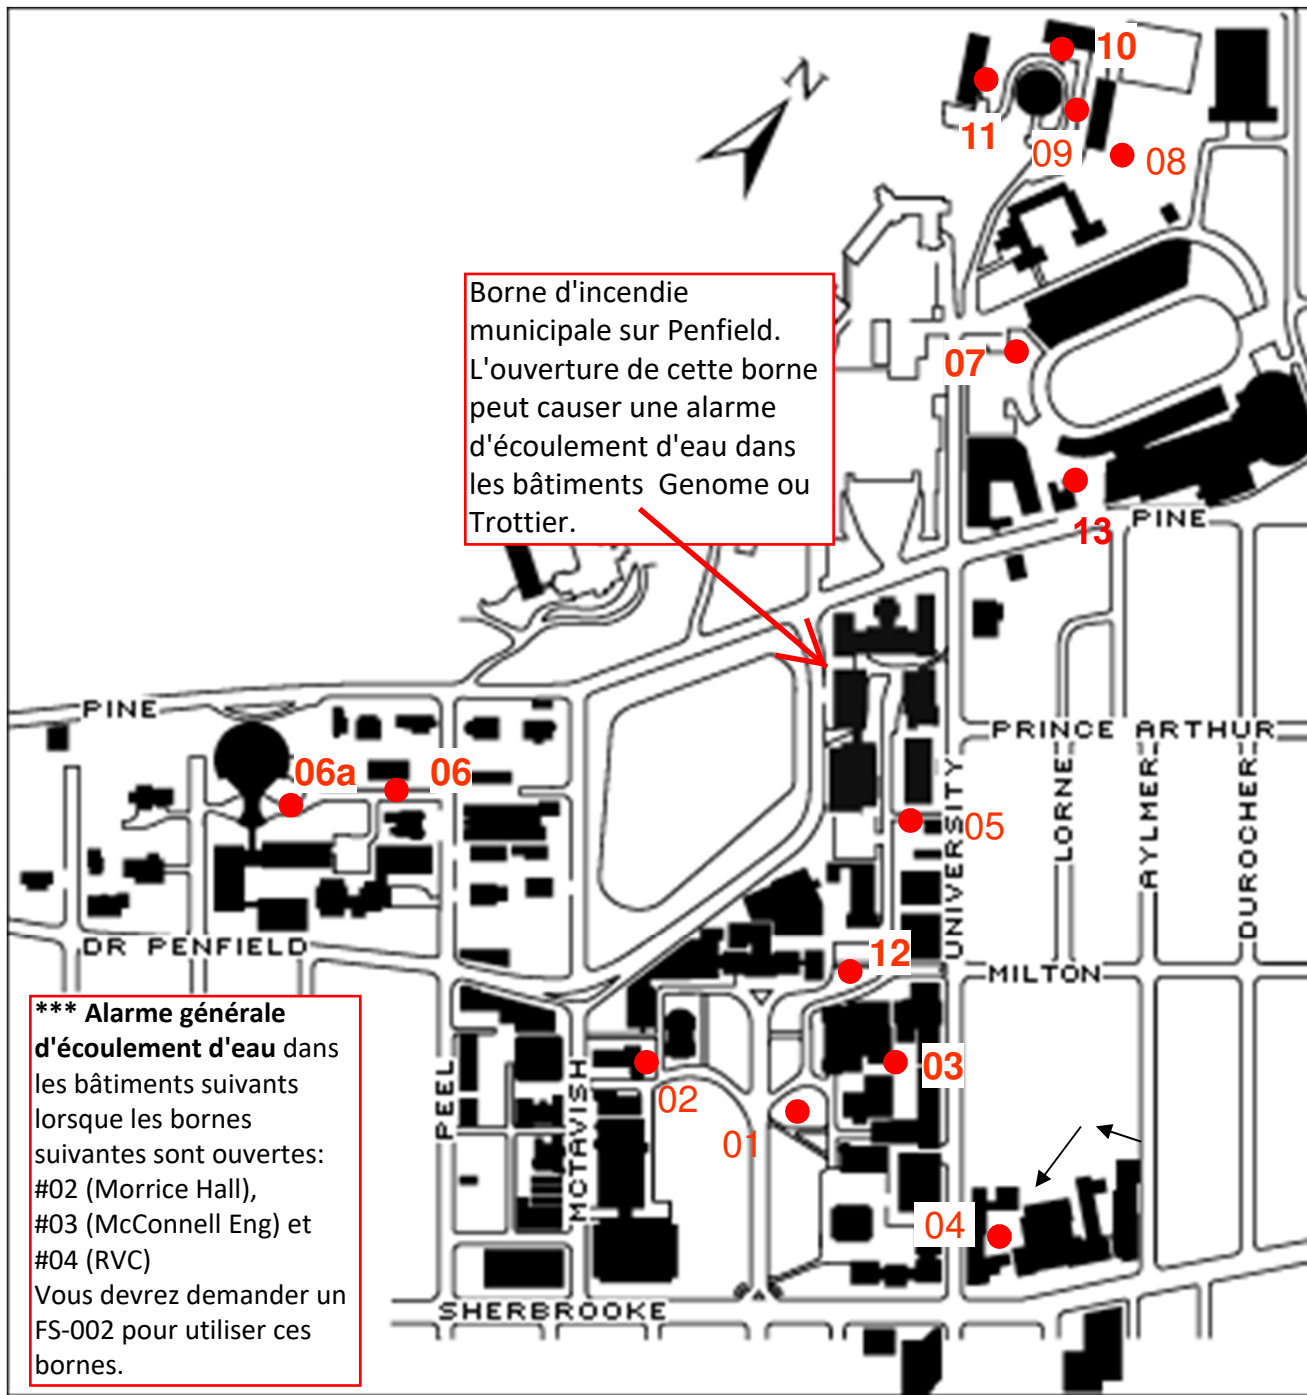 N
10
11
09
08
Borne d'incendie
municipale sur Penfield.
L'ouverture de cette borne
peut causer une alarme
d'écoulement d'eau dans
les bâtiments  Genome ou
Trottier.
07
13
PINE
PINE
PRINCE ARTHUR
06a
06
05
UNIVERSITY
LORNE
AYLMER
DUROCHER
DR PENFIELD
12
MILTON
*** Alarme générale
d'écoulement d'eau dans
les bâtiments suivants
lorsque les bornes
suivantes sont ouvertes:
#02 (Morrice Hall),
#03 (McConnell Eng) et
#04 (RVC)
Vous devrez demander un
FS-002 pour utiliser ces
bornes.
PEEL
MCTAVISH
02
01
03
04
SHERBROOKE